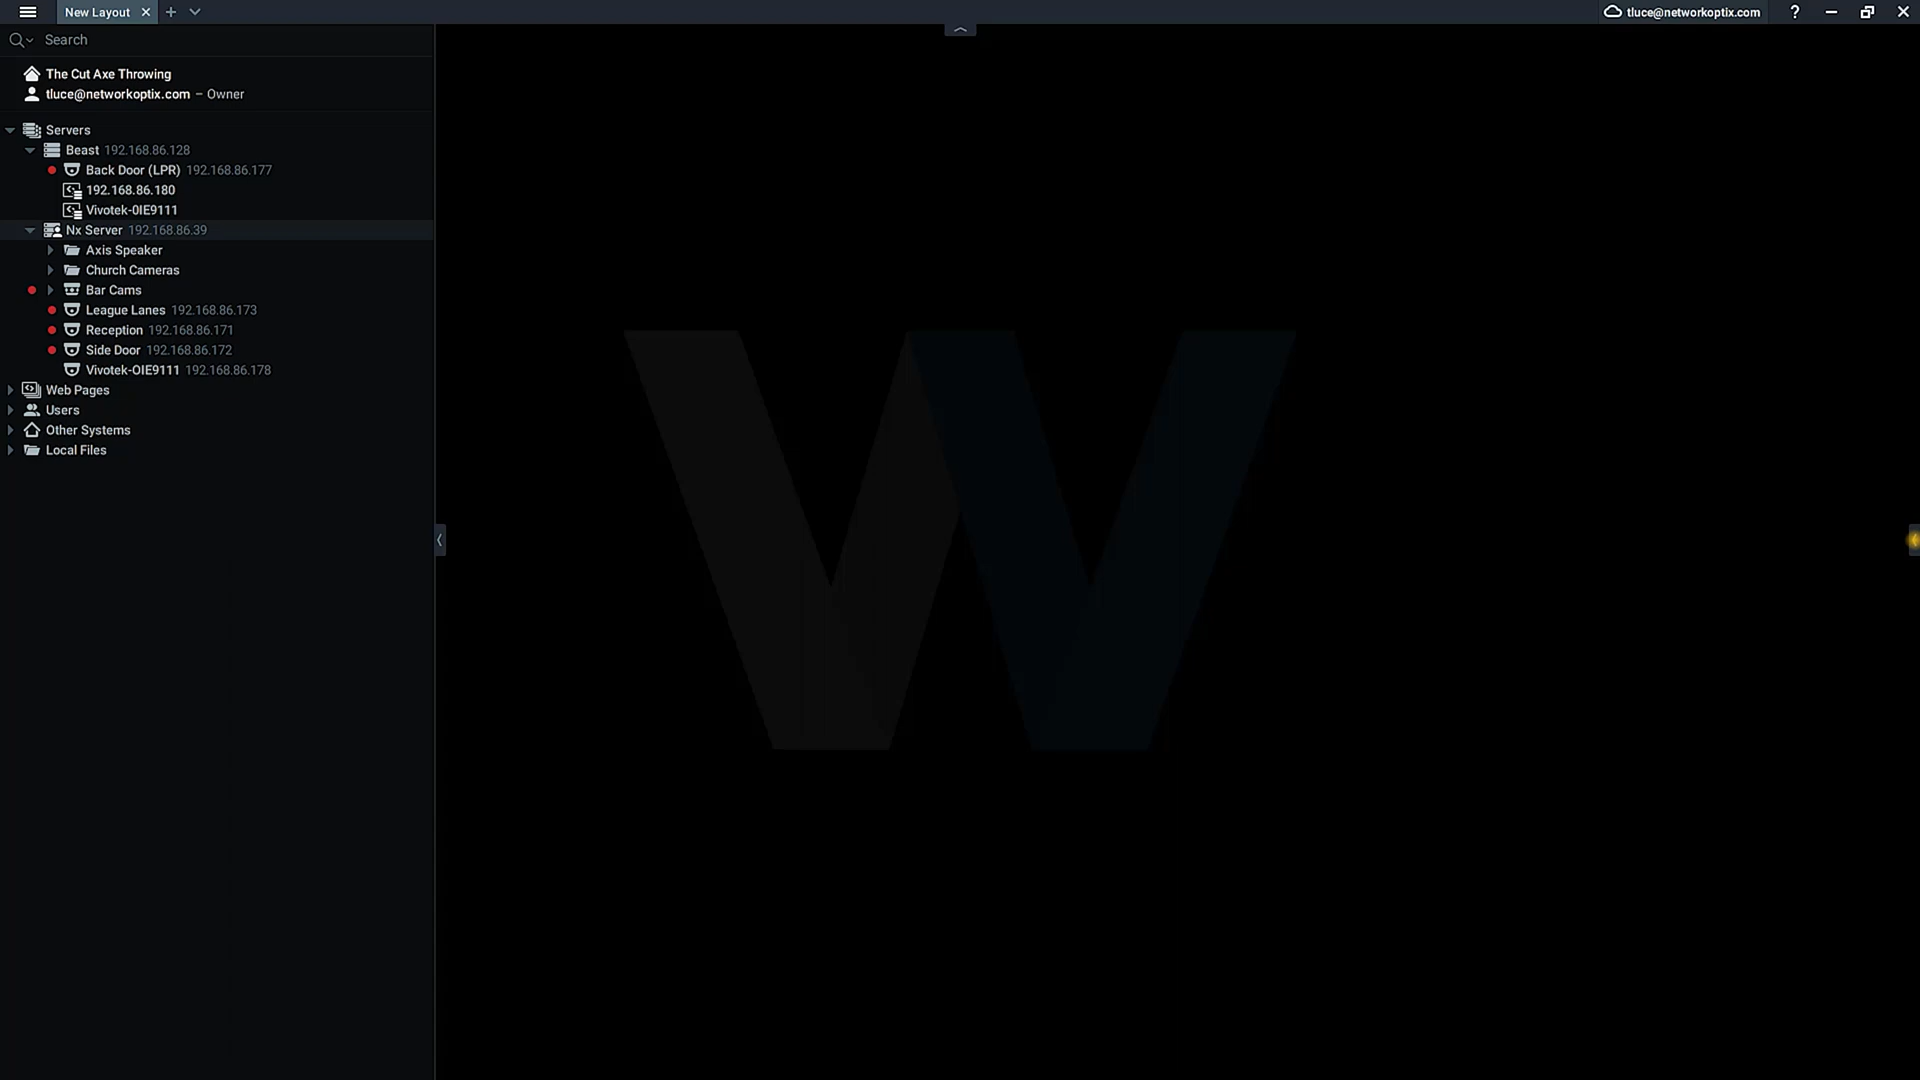 New Layout
tluce@networkoptix.com
?
Search
The Cut Axe Throwing
tluce@networkoptix.com – Owner
Servers
Beast 192.168.86.128
Back Door (LPR) 192.168.86.177
192.168.86.180
Vivotek-0IE9111
Nx Server 192.168.86.39
Axis Speaker
Church Cameras
Bar Cams
League Lanes 192.168.86.173
Reception 192.168.86.171
Side Door 192.168.86.172
Vivotek-OIE9111 192.168.86.178
Web Pages
Users
Other Systems
Local Files